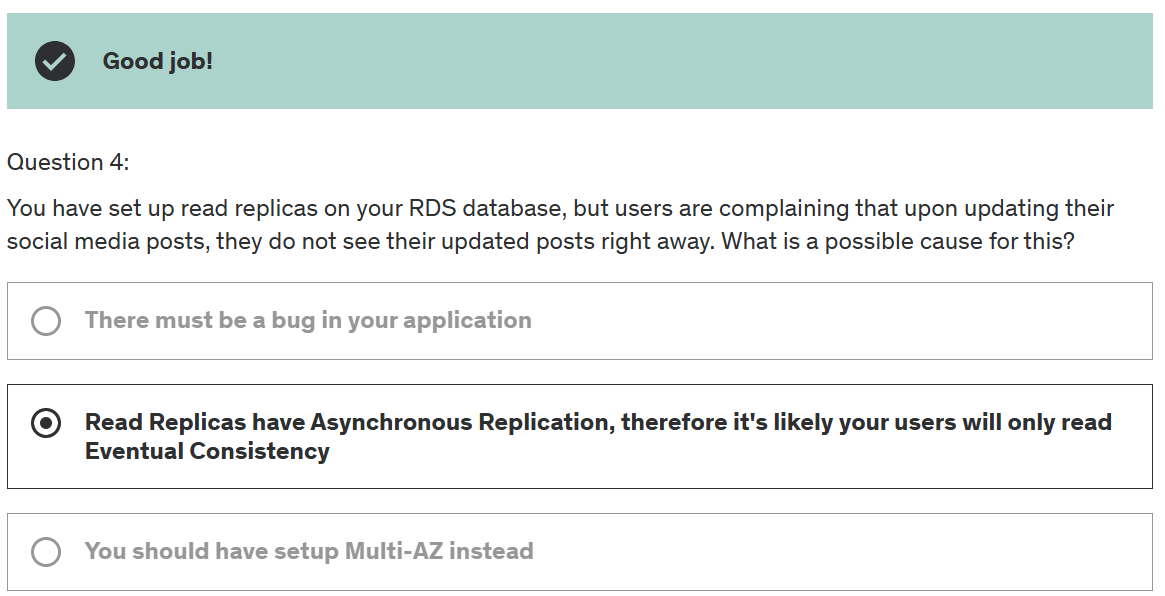 Good job!
Question 4:
You have set up read replicas on your RDS database, but users are complaining that upon updating their
social media posts, they do not see their updated posts right away. What is a possible cause for this?
There must be a bug in your application
Read Replicas have Asynchronous Replication, therefore it's likely your users will only read
Eventual Consistency
You should have setup Multi-AZ instead